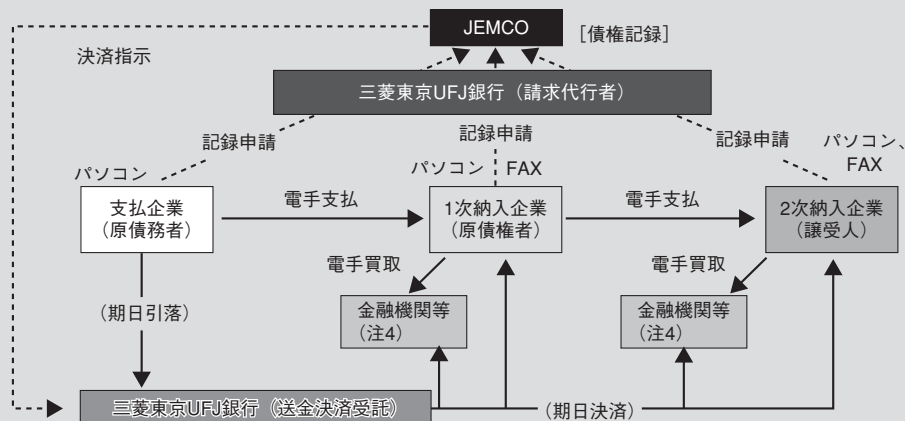 JEMCO
［債権記録］
決済指示
三菱東京UFJ銀行（請求代行者）
記録申請
記録申請
記録申請
パソコン
パソコン
FAX
パソコン、
FAX
支払企業
（原債務者）
電手支払
1次納入企業
（原債権者）
電手支払
2次納入企業
（譲受人）
電手買取
電手買取
（期日引落）
金融機関等
（注4）
金融機関等
（注4）
三菱東京UFJ銀行（送金決済受託）
（期日決済）